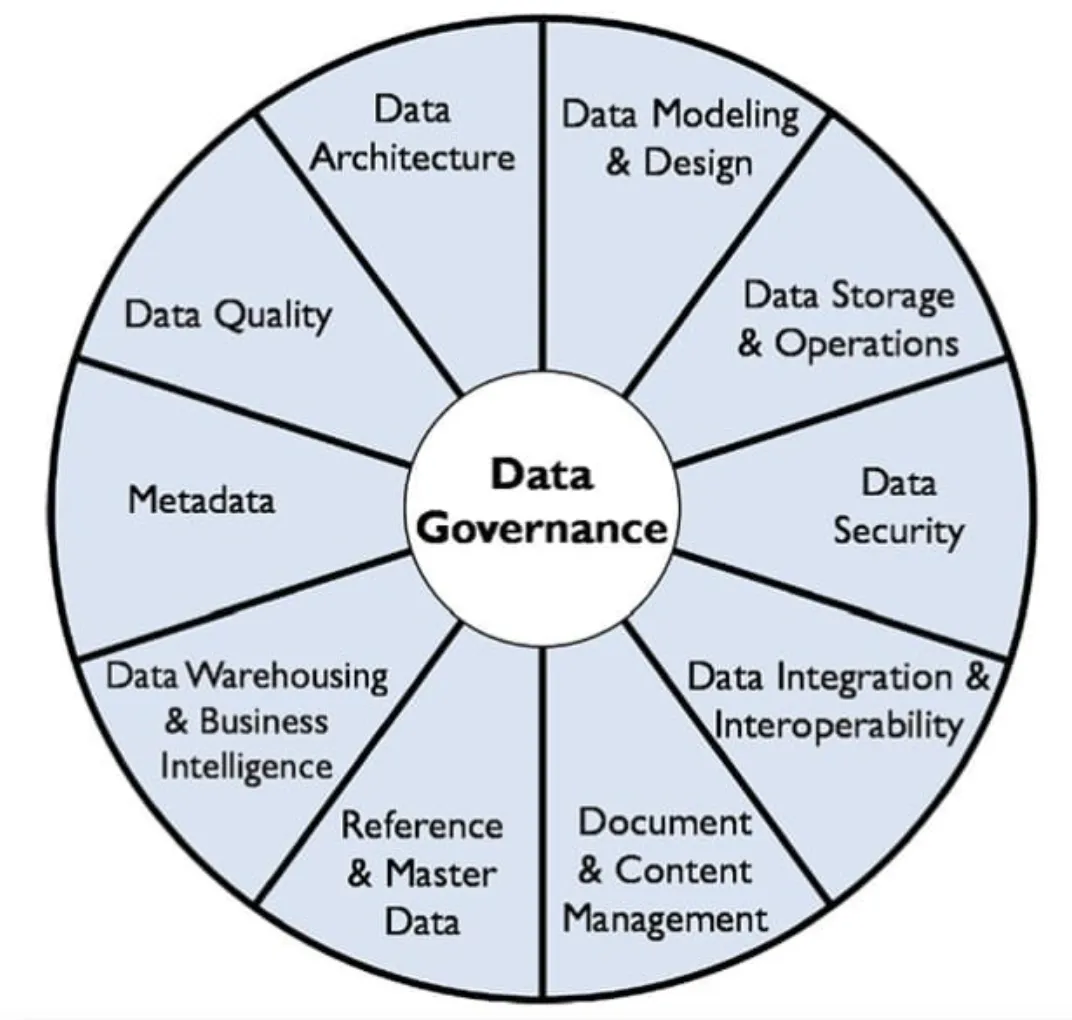 Data
Architecture
Data Modeling
& Design
Data Storage
& Operations
Data
Security
Data Integration &
Interoperability
Document
& Content
Management
Reference
& Master
Data
Data Warehousing
& Business
Intelligence
Metadata
Data Quality
Data
Governance